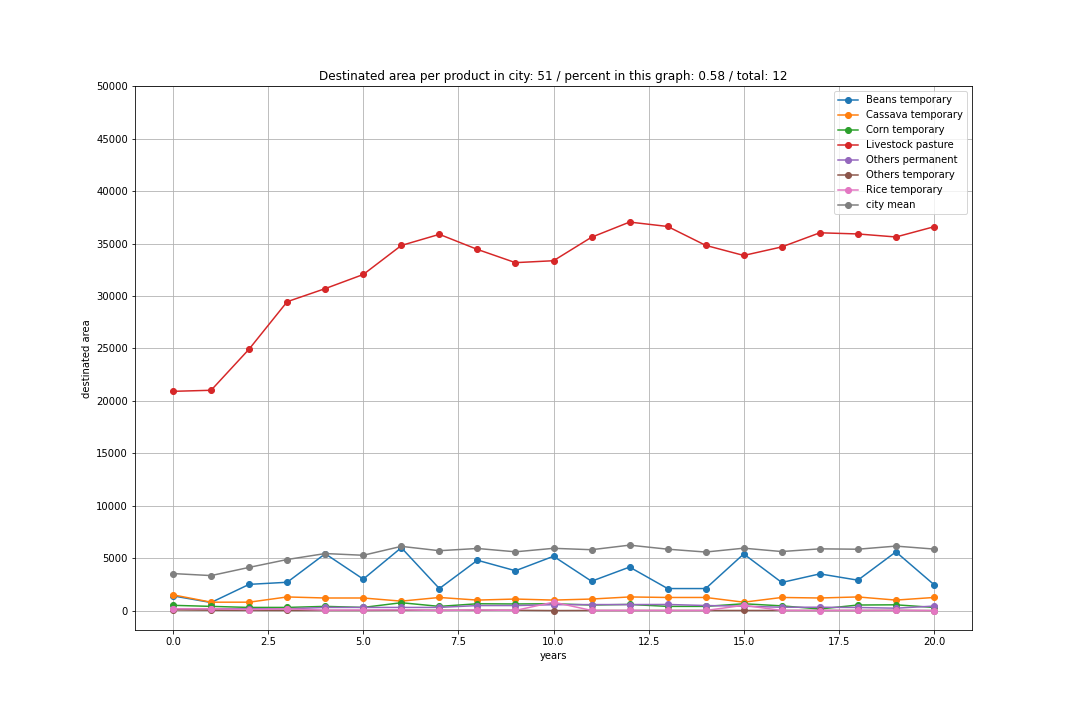 Destinated area per product in city: 51 / percent in this graph: 0.58 / total: 12
50000
45000
40000
35000
30000
25000
20000
15000
10000
5000
0
destinated area
Beans temporary
Cassava temporary
Corn temporary
Livestock pasture
Others permanent
Others temporary
Rice temporary
city mean
0.0 2.5 5.0 7.5 10.0 12.5 15.0 17.5 20.0
years